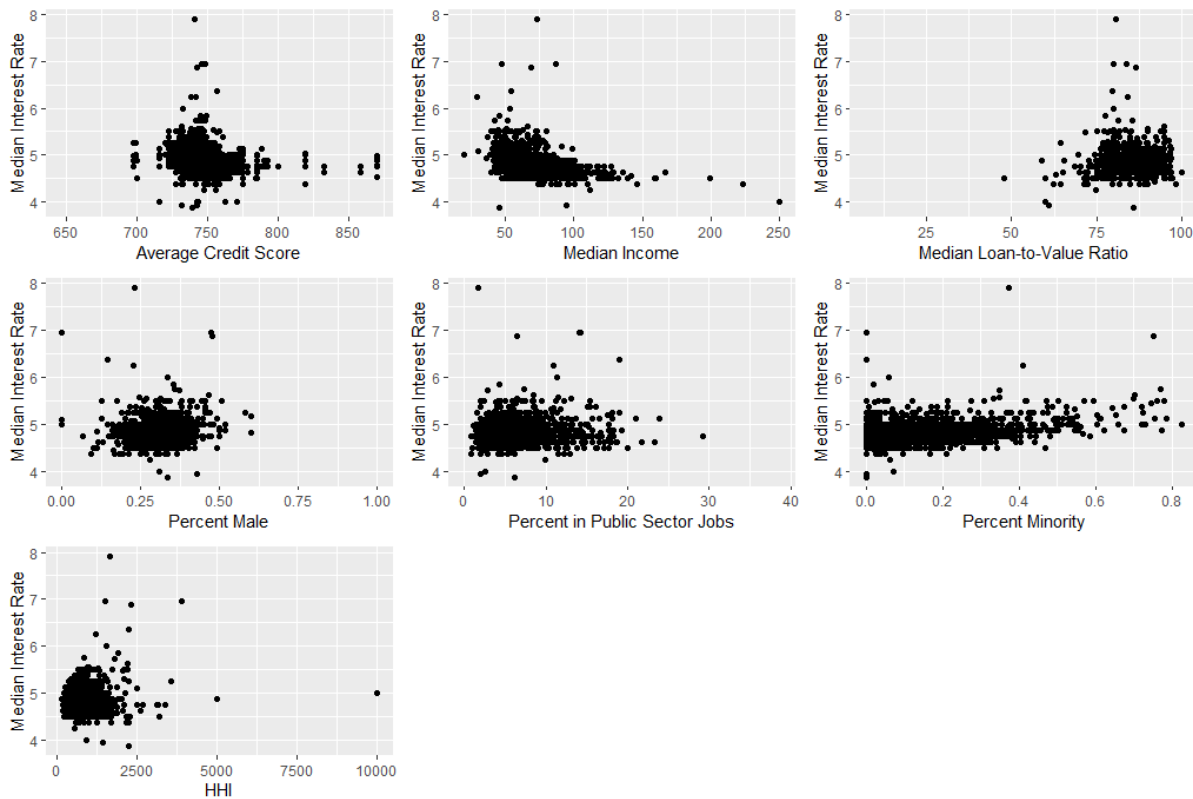 Median Interest Rate
8
7
6
5
4
650 700 750 800 850
Average Credit Score
Median Interest Rate
8
7
6
5
4
50 100 150 200 250
Median Income
Median Interest Rate
8
7
6
5
4
25 50 75 100
Median Loan-to-Value Ratio
Median Interest Rate
8
7
6
5
4
0.00 0.25 0.50 0.75 1.00
Percent Male
Median Interest Rate
8
7
6
5
4
0 10 20 30 40
Percent in Public Sector Jobs
Median Interest Rate
8
7
6
5
4
0.0 0.2 0.4 0.6 0.8
Percent Minority
Median Interest Rate
8
7
6
5
4
0 2500 5000 7500 10000
HHI